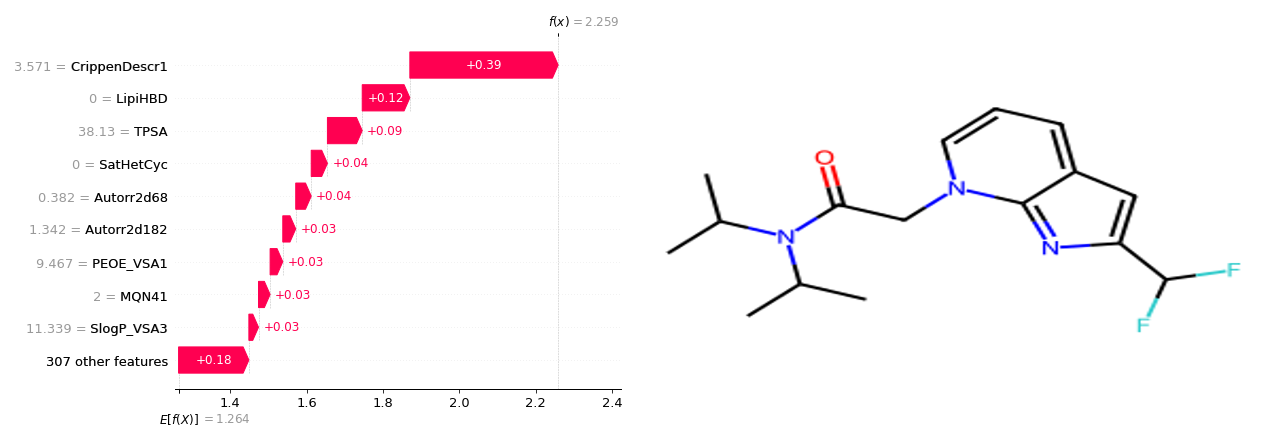 f(x) = 2.259
3.571 = CrippenDescr1
+0.39
0 = LipiHBD
+0.12
38.13 = TPSA
+0.09
0 = SatHetCyc
+0.04
0.382 = Autorr2d68
+0.04
1.342 = Autorr2d182
+0.03
9.467 = PEOE_VSA1
+0.03
2 = MQN41
+0.03
11.339 = SlogP_VSA3
+0.03
307 other features
+0.18
1.4 1.6 1.8 2.0 2.2 2.4
E[f(X)] = 1.264
O
N
N
N
F
F